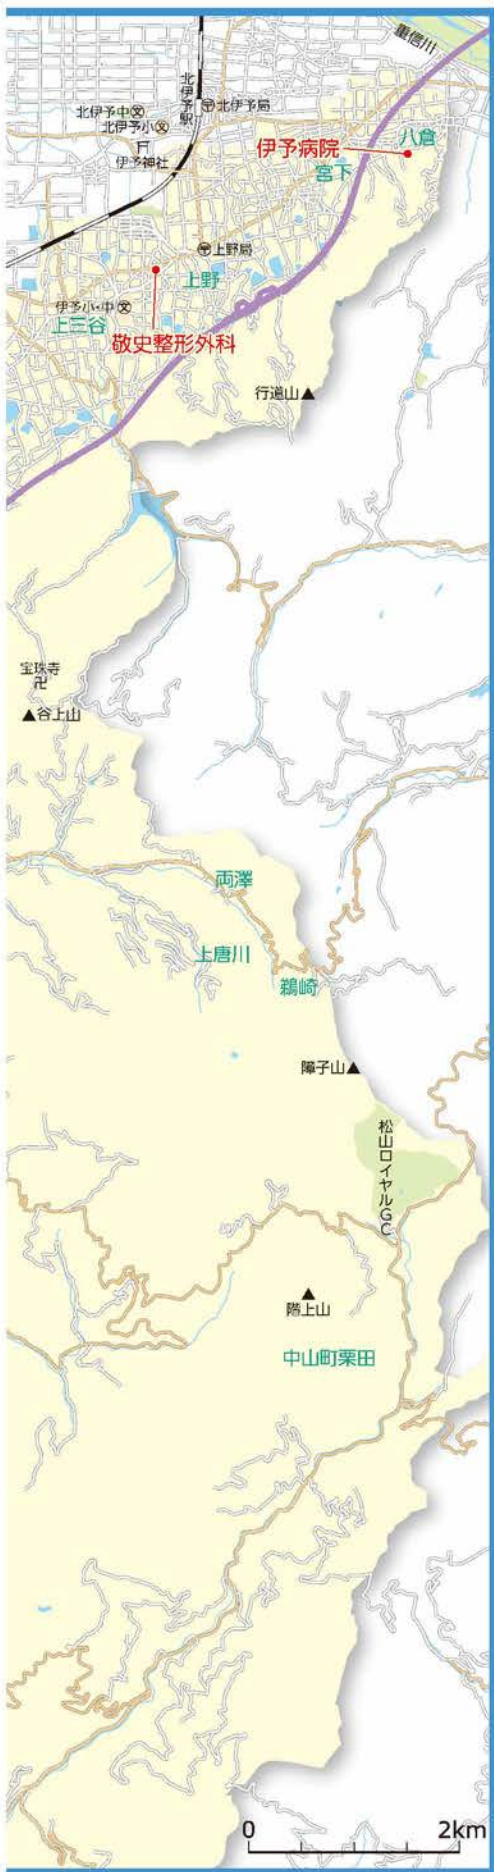 重信川
北伊予駅
北伊予局
北伊予中
北伊予小
伊予神社
伊予病院
八倉
宮下
上野局
上野
伊予小・中
上三谷
敬史整形外科
行道山
宝珠寺
谷上山
両澤
上唐川
鵜崎
障子山
松山ロイヤルGC
階上山
中山町栗田
0 2km